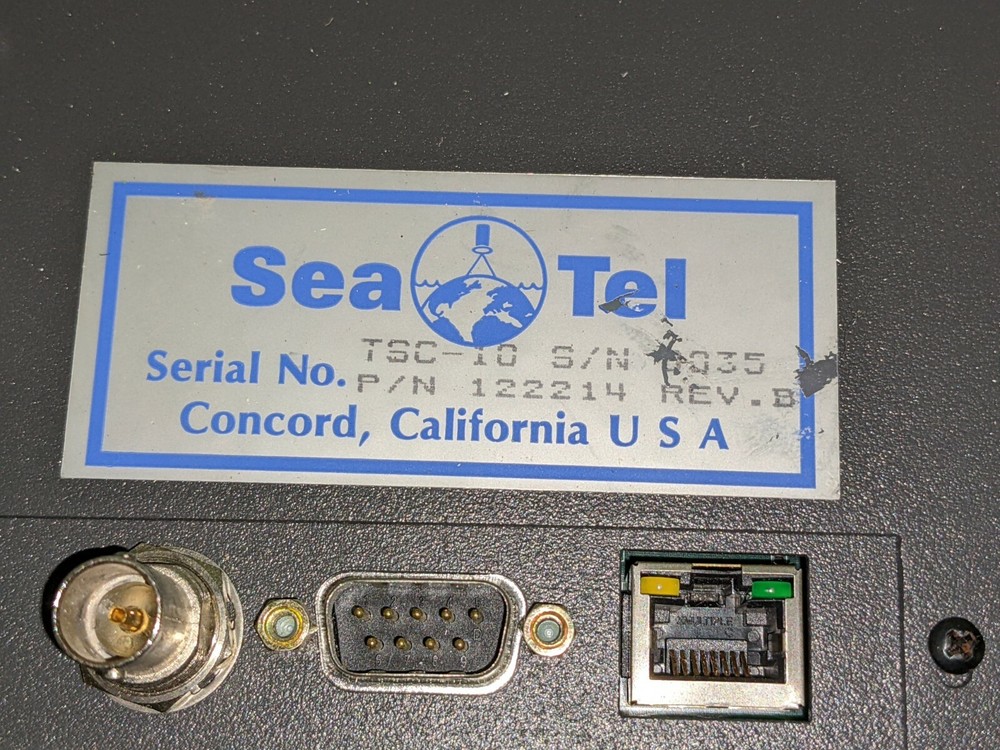 Sea Tel
TSC-10 S/N
Serial No.
P/N 122214 REV.B
Concord, California U S A